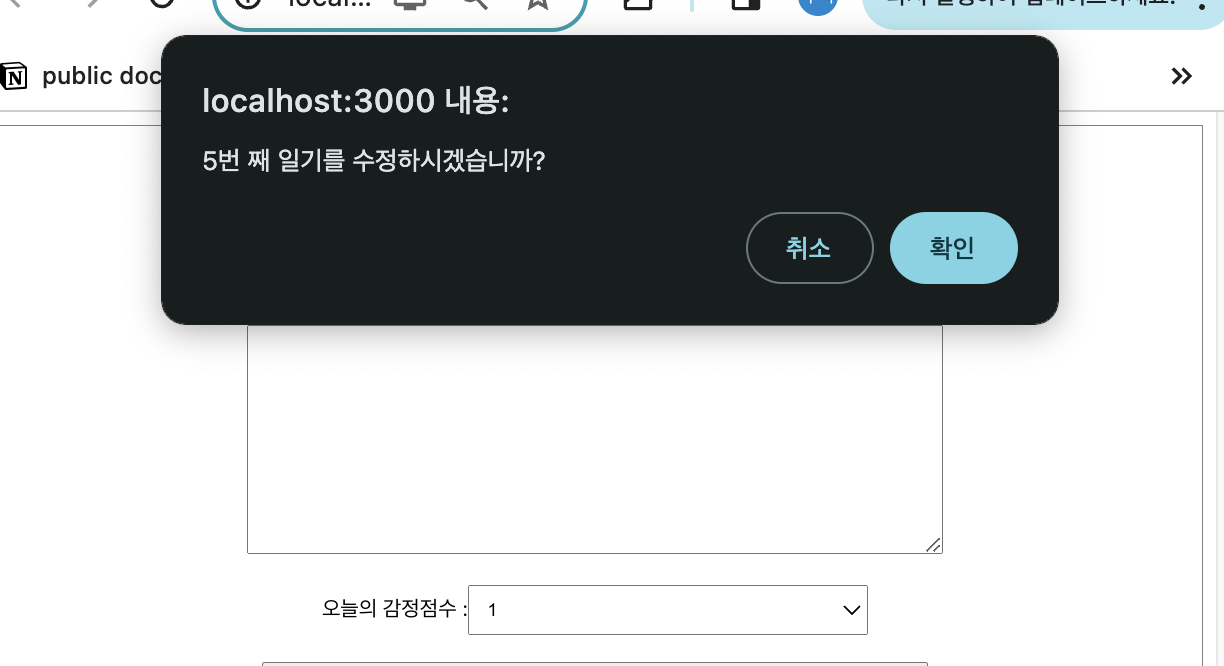 local...
public doc
localhost:3000 내용:
5번 째 일기를 수정하시겠습니까?
취소
확인
오늘의 감정점수 :
1